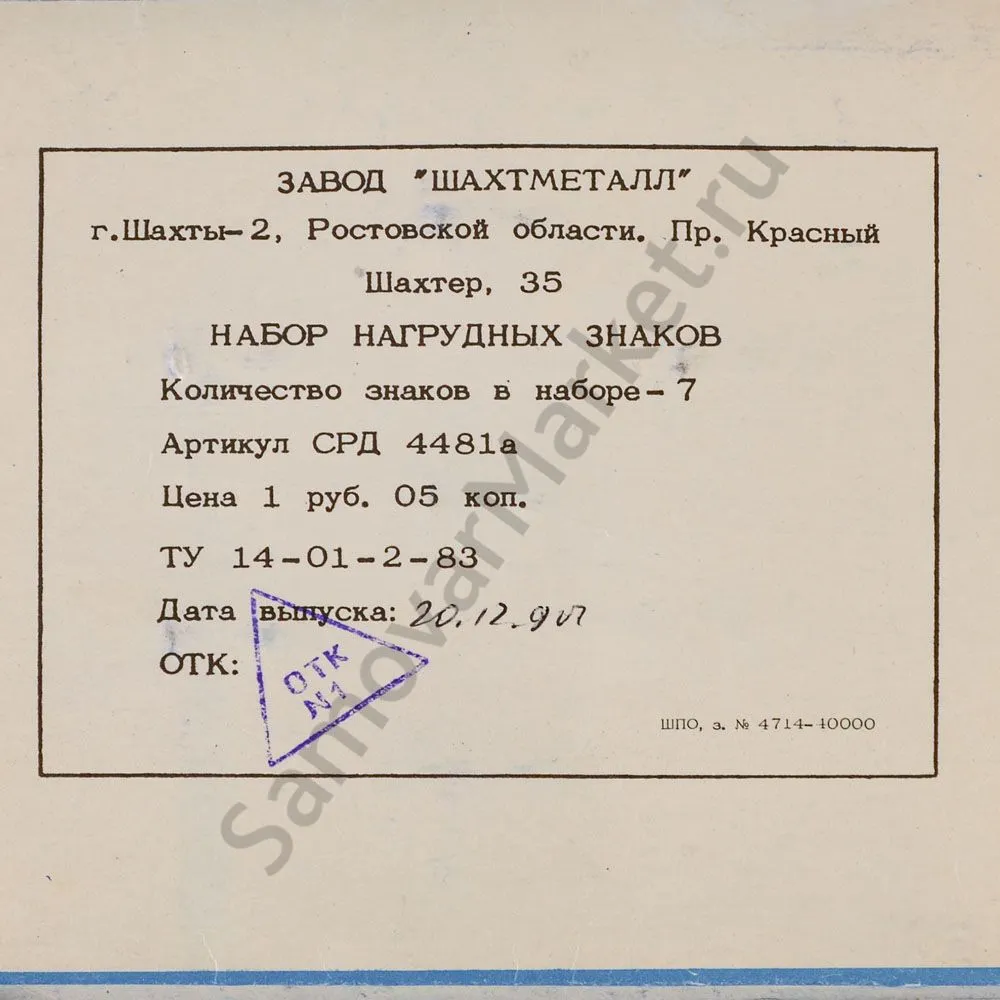 ЗАВОД "ШАХТМЕТАЛЛ"
г.Шахты-2, Ростовской области. Пр. Красный
Шахтер, 35
НАБОР НАГРУДНЫХ ЗНАКОВ
Количество знаков в наборе-7
Артикул СРД 4481а
Цена 1 руб. 05 коп.
ТУ 14-01-2-83
Дата выпуска: 20.12.90
ОТК:
ОТК
N1
ШПО, з. № 4714-40000
SamovarMarket.ru